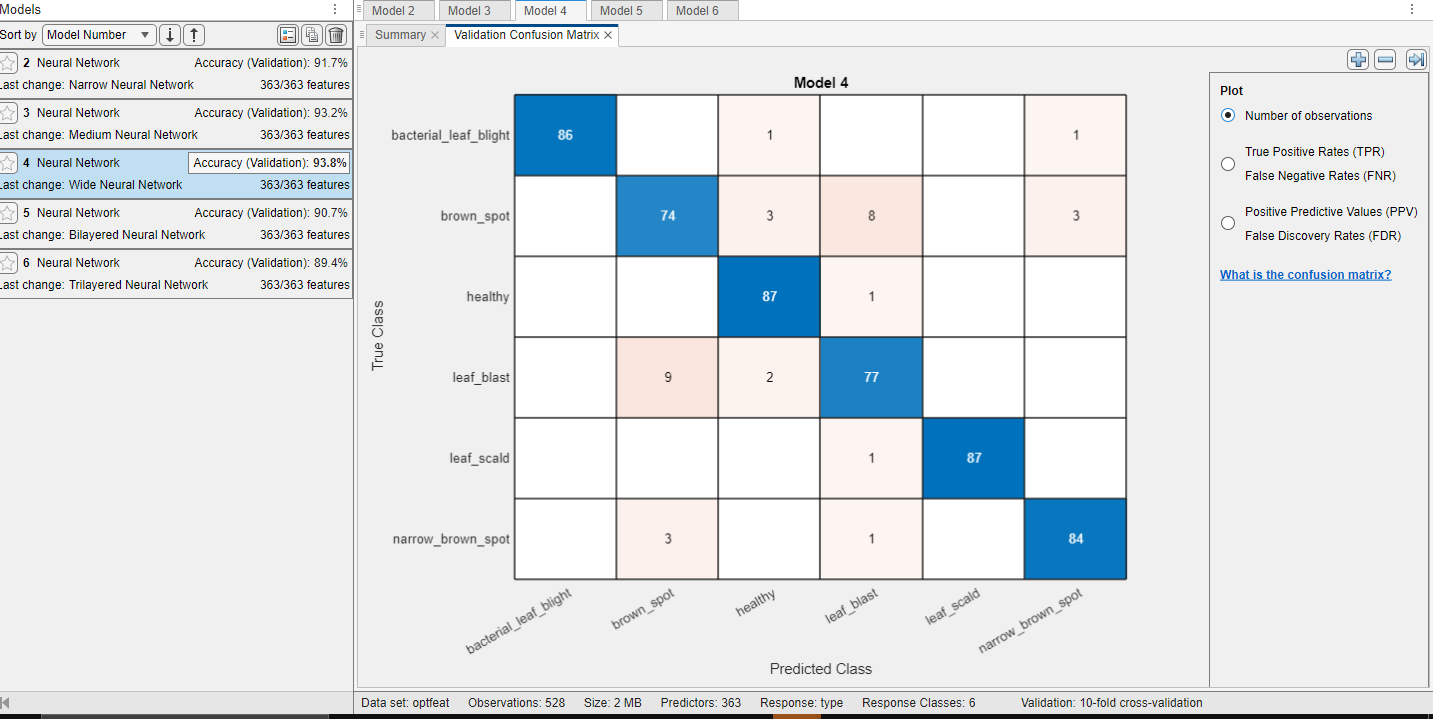 Models
Sort by Model Number
2 Neural Network Accuracy (Validation): 91.7%
Last change: Narrow Neural Network 363/363 features
3 Neural Network Accuracy (Validation): 93.2%
Last change: Medium Neural Network 363/363 features
4 Neural Network Accuracy (Validation): 93.8%
Last change: Wide Neural Network 363/363 features
5 Neural Network Accuracy (Validation): 90.7%
Last change: Bilayered Neural Network 363/363 features
6 Neural Network Accuracy (Validation): 89.4%
Last change: Trilayered Neural Network 363/363 features
Model 2 Model 3 Model 4 Model 5 Model 6
Summary Validation Confusion Matrix
Model 4
True Class
bacterial_leaf_blight 86 1 1
brown_spot 74 3 8 3
healthy 87 1
leaf_blast 9 2 77
leaf_scald 1 87
narrow_brown_spot 3 1 84
bacterial_leaf_blight brown_spot healthy leaf_blast leaf_scald narrow_brown_spot
Predicted Class
Plot
Number of observations
True Positive Rates (TPR)
False Negative Rates (FNR)
Positive Predictive Values (PPV)
False Discovery Rates (FDR)
What is the confusion matrix?
Data set: optfeat Observations: 528 Size: 2 MB Predictors: 363 Response: type Response Classes: 6 Validation: 10-fold cross-validation